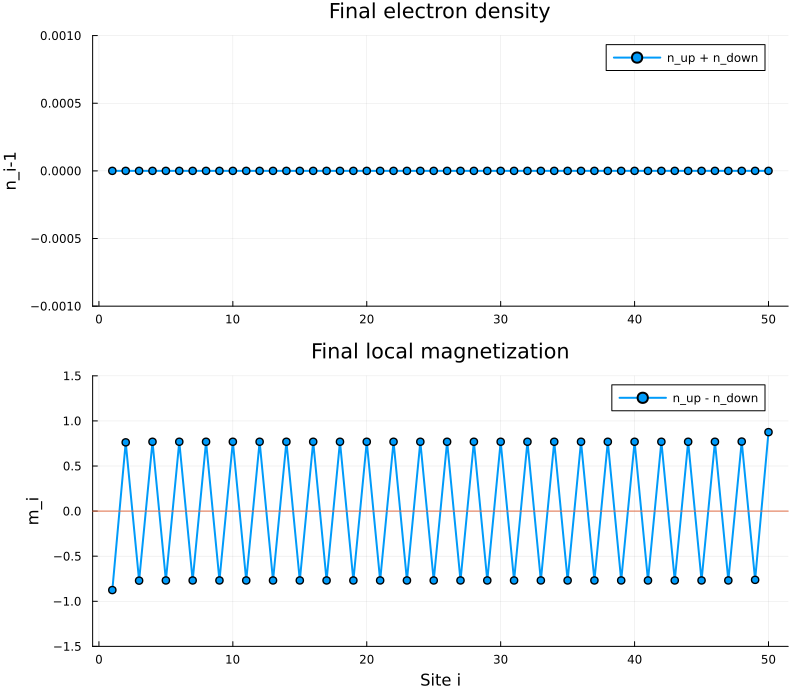 Final electron density
n_i-1
0.0010
0.0005
0.0000
−0.0005
−0.0010
n_up + n_down
0 10 20 30 40 50
Final local magnetization
m_i
1.5
1.0
0.5
0.0
−0.5
−1.0
−1.5
n_up - n_down
0 10 20 30 40 50
Site i